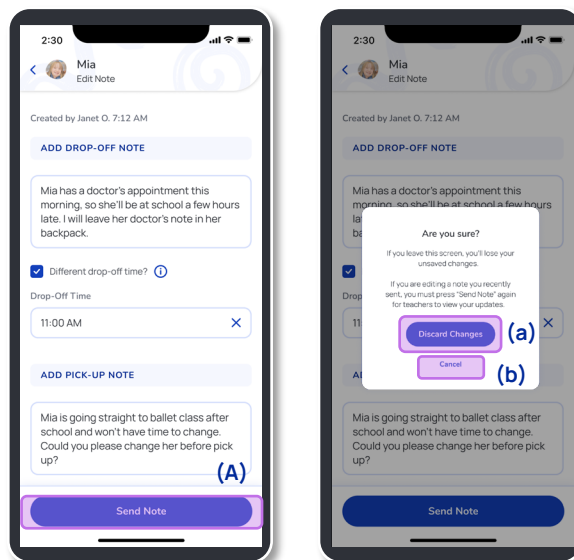 2:30
Mia
Edit Note
Created by Janet O. 7:12 AM
ADD DROP-OFF NOTE
Mia has a doctor's appointment this
morning, so she'll be at school a few hours
late. I will leave her doctor's note in her
backpack.
Different drop-off time?
Drop-Off Time
11:00 AM
ADD PICK-UP NOTE
Mia is going straight to ballet class after
school and won't have time to change.
Could you please change her before pick
up?
(A)
Send Note
2:30
Mia
Edit Note
Created by Janet O. 7:12 AM
ADD DROP-OFF NOTE
Mia has a doctor's appointment this
morning, so she'll be at school a few hours
la
ba
Are you sure?
If you leave this screen, you'll lose your
unsaved changes.
If you are editing a note you recently
sent, you must press "Send Note" again
for teachers to view your updates.
Drop
11
Discard Changes
(a)
Cancel
(b)
AD
Mia is going straight to ballet class after
school and won't have time to change.
Could you please change her before pick
up?
Send Note